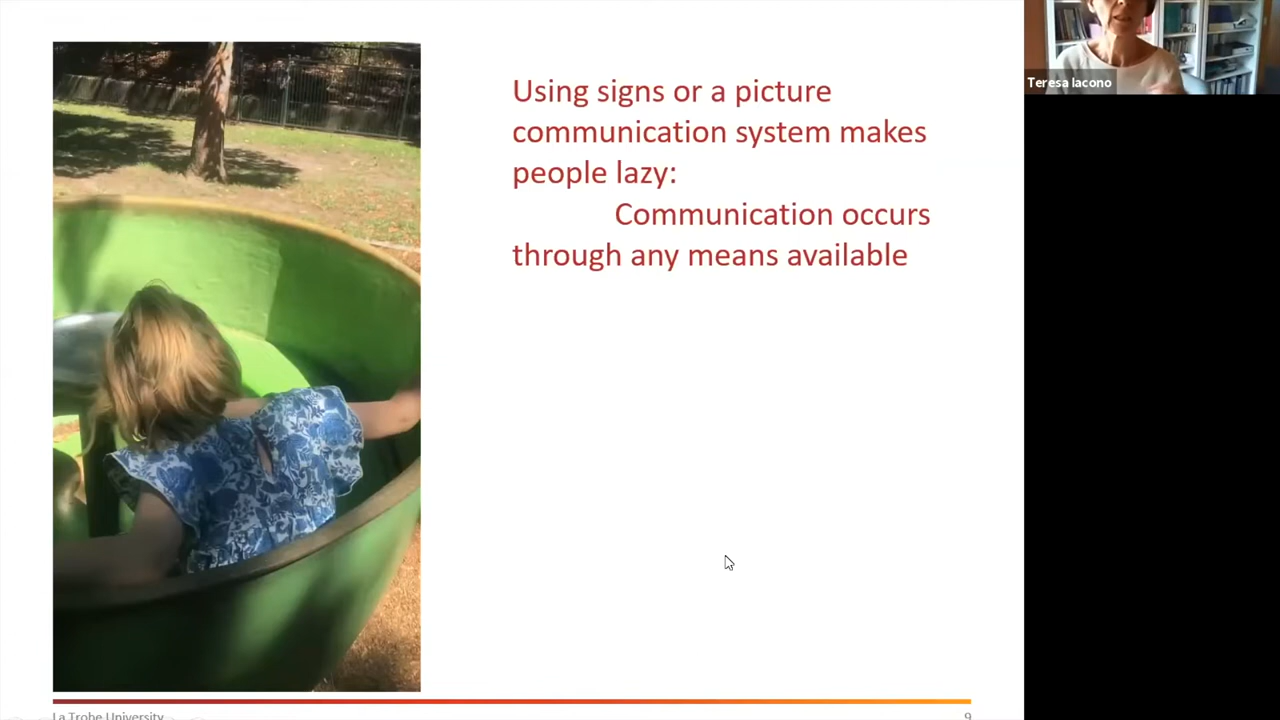 Using signs or a picture
communication system makes
people lazy:
Communication occurs
through any means available
Teresa Iacono
La Trobe University
9